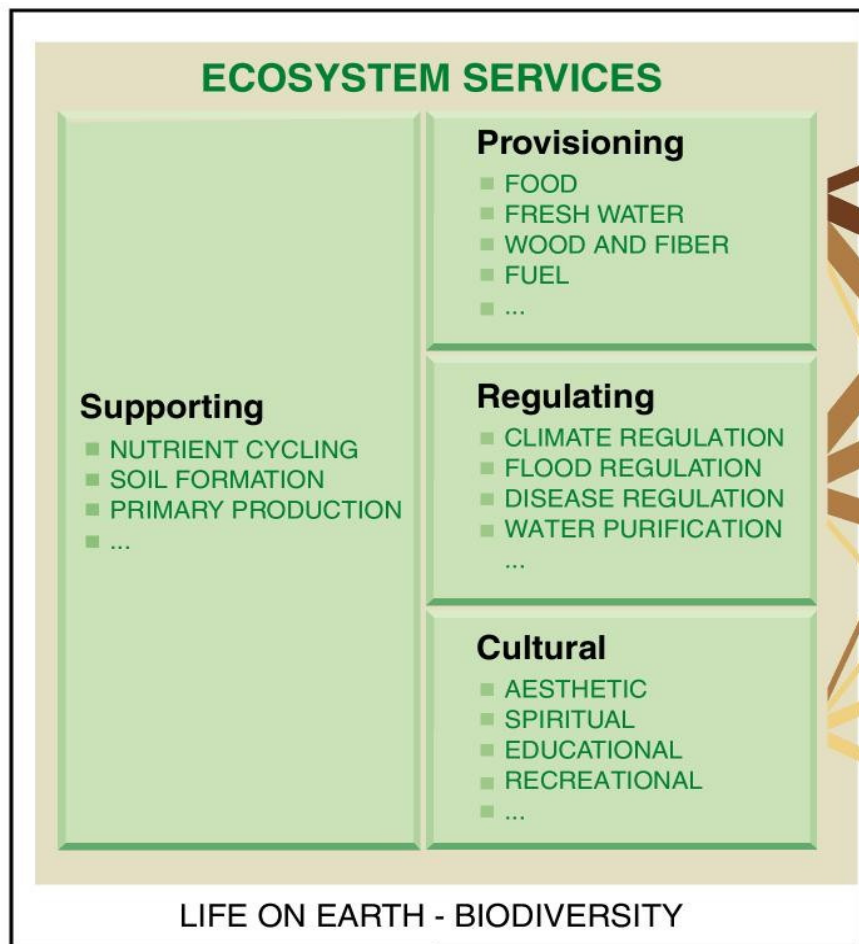 ECOSYSTEM SERVICES
Supporting
NUTRIENT CYCLING
SOIL FORMATION
PRIMARY PRODUCTION
...
Provisioning
FOOD
FRESH WATER
WOOD AND FIBER
FUEL
...
Regulating
CLIMATE REGULATION
FLOOD REGULATION
DISEASE REGULATION
WATER PURIFICATION
...
Cultural
AESTHETIC
SPIRITUAL
EDUCATIONAL
RECREATIONAL
...
LIFE ON EARTH - BIODIVERSITY